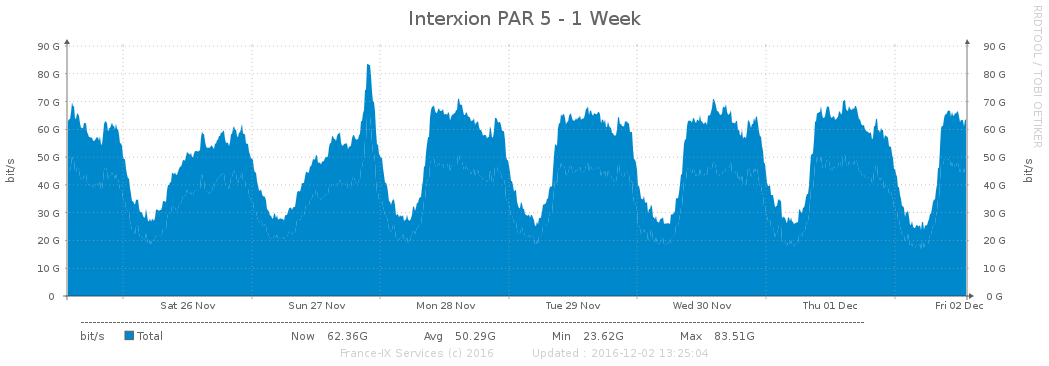 Interxion PAR 5 - 1 Week
RRDTOOL / TOBI OETIKER
90 G 90 G
80 G 80 G
70 G 70 G
60 G 60 G
50 G 50 G
40 G 40 G
30 G 30 G
20 G 20 G
10 G 10 G
0 0 G
bit/s bit/s
Sat 26 Nov Sun 27 Nov Mon 28 Nov Tue 29 Nov Wed 30 Nov Thu 01 Dec Fri 02 Dec
bit/s Total Now 62.36G Avg 50.29G Min 23.62G Max 83.51G
France-IX Services (c) 2016 Updated : 2016-12-02 13:25:04